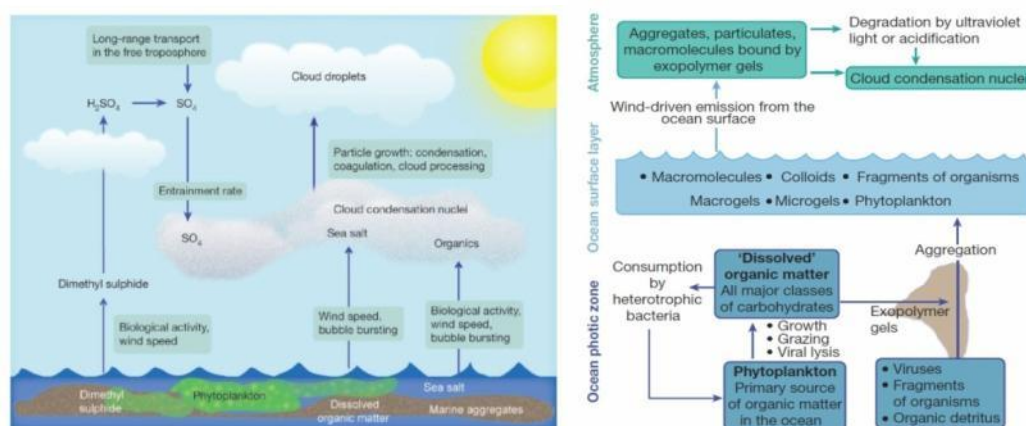 Long-range transport
in the free troposphere
Cloud droplets
H₂SO₄
SO₄
Particle growth: condensation,
coagulation, cloud processing
Entrainment rate
Cloud condensation nuclei
SO₄
Sea salt
Organics
Dimethyl sulphide
Biological activity,
wind speed
Wind speed,
bubble bursting
Biological activity,
wind speed,
bubble bursting
Dimethyl
sulphide
Phytoplankton
Sea salt
Dissolved
organic matter
Marine aggregates
Atmosphere
Aggregates, particulates,
macromolecules bound by
exopolymer gels
Degradation by ultraviolet
light or acidification
Cloud condensation nuclei
Wind-driven emission from the
ocean surface
Ocean surface layer
• Macromolecules • Colloids • Fragments of organisms
Macrogels • Microgels • Phytoplankton
Aggregation
Ocean photic zone
Consumption
by
heterotrophic
bacteria
'Dissolved'
organic matter
All major classes
of carbohydrates
Exopolymer
gels
• Growth
• Grazing
• Viral lysis
Phytoplankton
Primary source
of organic matter
in the ocean
• Viruses
• Fragments
of organisms
• Organic detritus